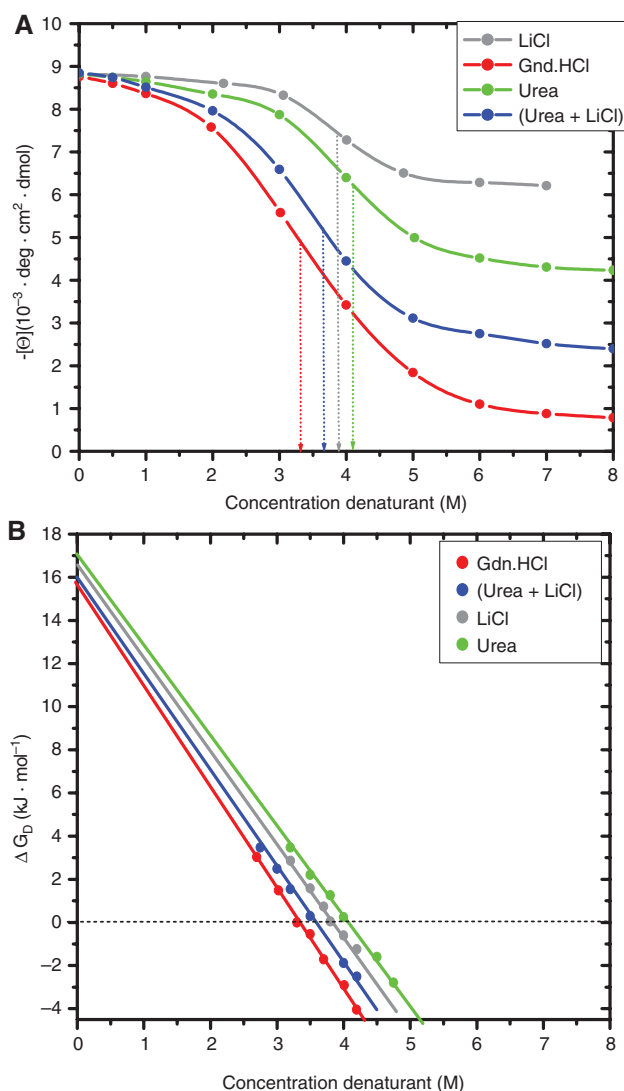 A
10
9
8
7
6
5
4
3
2
1
0
-[Θ](10⁻³ · deg · cm² · dmol)
LiCl
Gnd.HCl
Urea
(Urea + LiCl)
0 1 2 3 4 5 6 7 8
Concentration denaturant (M)
B
18
16
14
12
10
8
6
4
2
0
−2
−4
Δ G_D (kJ · mol⁻¹)
Gdn.HCl
(Urea + LiCl)
LiCl
Urea
0 1 2 3 4 5 6 7 8
Concentration denaturant (M)